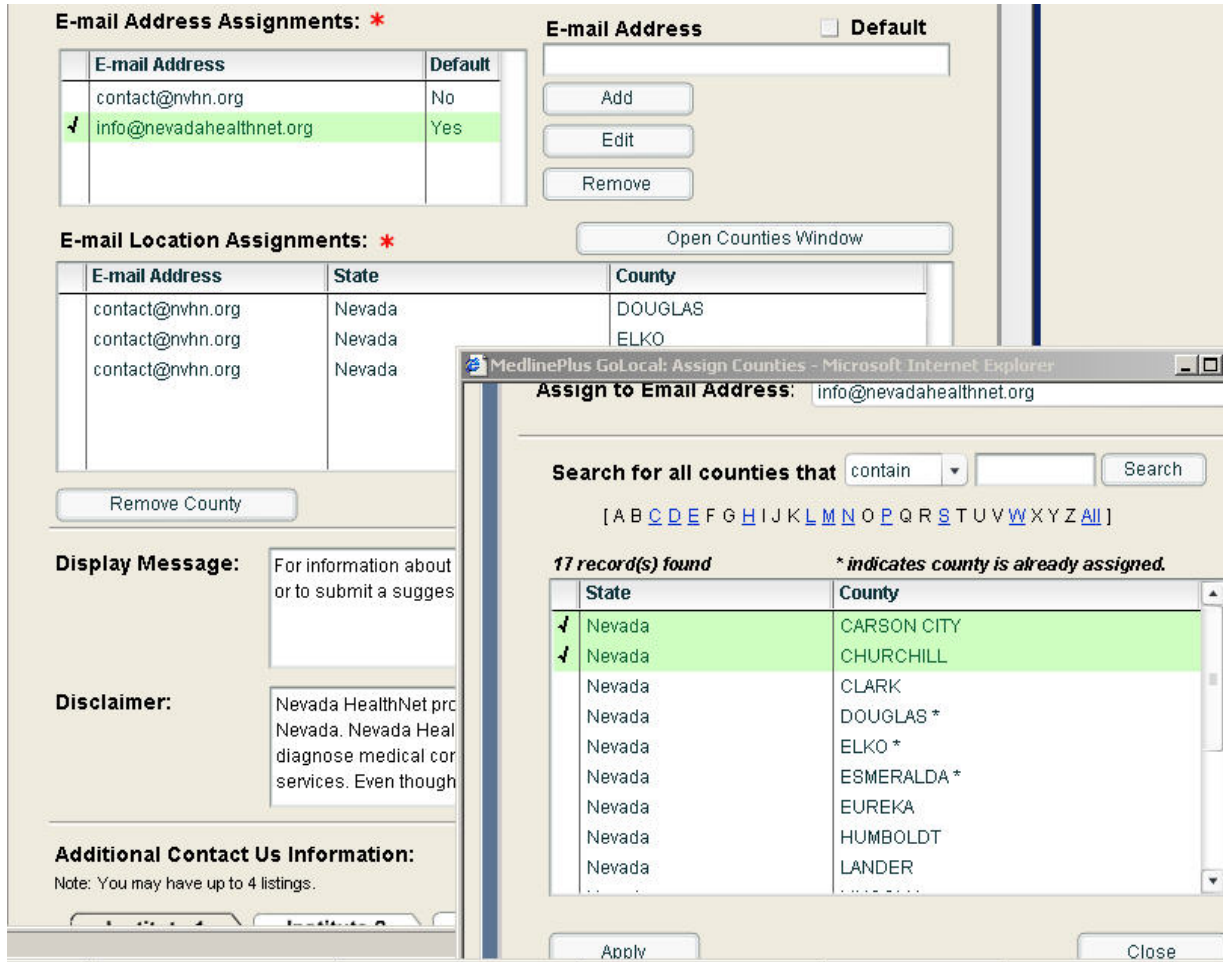 E-mail Address Assignments: *
E-mail Address Default
E-mail Address Default
contact@nvhn.org No
info@nevadahealthnet.org Yes
Add
Edit
Remove
E-mail Location Assignments: *
Open Counties Window
E-mail Address State County
contact@nvhn.org Nevada DOUGLAS
contact@nvhn.org Nevada ELKO
contact@nvhn.org Nevada
Remove County
Display Message:
For information about
or to submit a sugges
Disclaimer:
Nevada HealthNet pro
Nevada. Nevada Heal
diagnose medical con
services. Even though
Additional Contact Us Information:
Note: You may have up to 4 listings.
MedlinePlus GoLocal: Assign Counties - Microsoft Internet Explorer
Assign to Email Address: info@nevadahealthnet.org
Search for all counties that contain Search
[ A B C D E F G H I J K L M N O P Q R S T U V W X Y Z All ]
17 record(s) found * indicates county is already assigned.
State County
Nevada CARSON CITY
Nevada CHURCHILL
Nevada CLARK
Nevada DOUGLAS *
Nevada ELKO *
Nevada ESMERALDA *
Nevada EUREKA
Nevada HUMBOLDT
Nevada LANDER
Apply Close